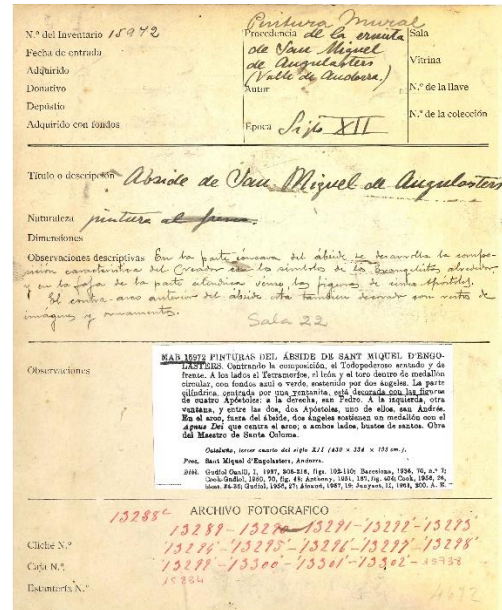 Pintura Mural
N.º del Inventario 15972
Procedencia de la ermita
Sala
Fecha de entrada
de San Miguel
Adquirido
de Angulasters
Vitrina
Donativo
(Valle de Andorra)
Autor
N.º de la llave
Depósito
N.º de la colección
Adquirido con fondos
Epoca Siglo XII
Título o descripción Abside de San Miguel de Angulasters
Naturaleza pintura al fresco.
Dimensiones
Observaciones descriptivas En la parte cóncava del ábside se desarrolla la compo-
sición característica del Creador con los símbolos de los Evangelistas alrededor
y en la faja de la parte cilíndrica vense, las figuras de cinco Apóstoles.
El contra-arco anterior del ábside está tambien decorado con restos de
imágenes y ornamentos.
Sala 22
Observaciones
MAB 15972 PINTURAS DEL ÁBSIDE DE SANT MIQUEL D'ENGO-
LASTERS. Centrando la composición, el Todopoderoso sentado y de
frente. A los lados el Tetramorfos, el león y el toro dentro de medallón
circular, con fondos azul o verde, sostenido por dos ángeles. La parte
cilíndrica, centrada por una ventanita, está decorada con las figuras
de cuatro Apóstoles: a la derecha, san Pedro. A la izquierda, otra
ventana, y entre las dos, dos Apóstoles, uno de ellos, san Andrés.
En el arco, fuera del ábside, dos ángeles sostienen un medallón con el
Agnus Dei que centra el arco; a ambos lados, bustos de santos. Obra
del Maestro de Santa Coloma.
Cataluña, tercer cuarto del siglo XII
Proc. Sant Miquel d'Engolasters, Andorra.
ARCHIVO FOTOGRAFICO
13288
13289 - 13290 - 13291 - 13292 - 13293
Cliché N.º 13294 - 13295 - 13296 - 13297 - 13298
Caja N.º 13299 - 13300 - 13301 - 13302
Estantería N.º